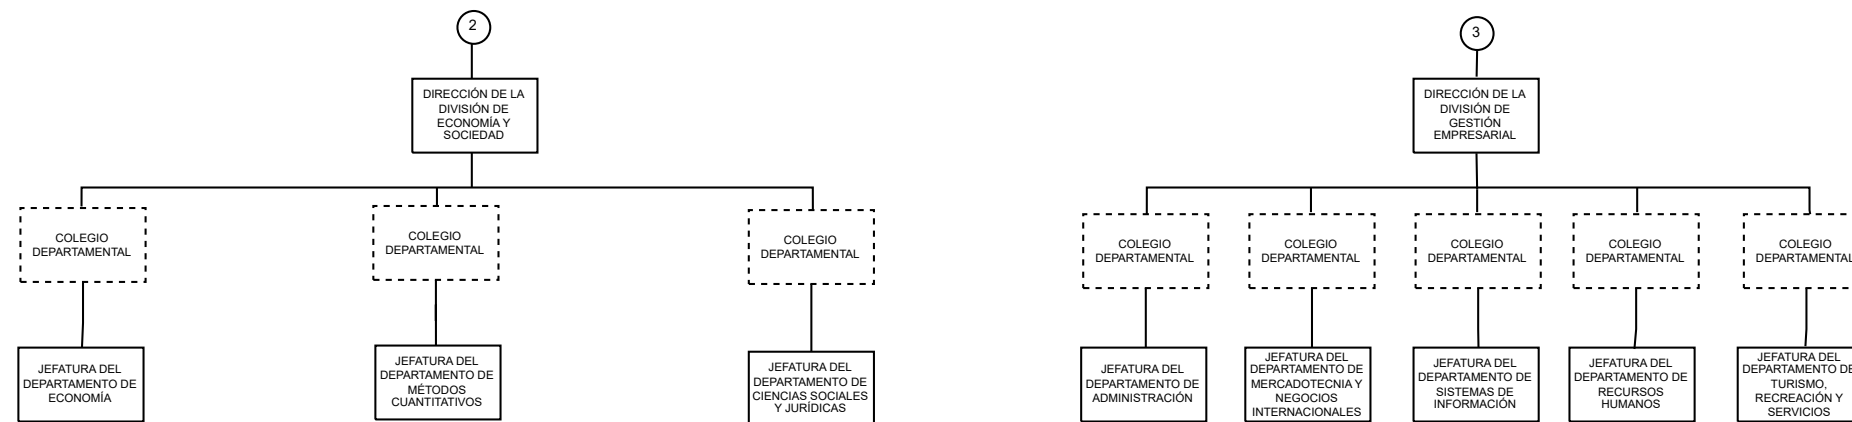 2
DIRECCIÓN DE LA
DIVISIÓN DE
ECONOMÍA Y
SOCIEDAD
COLEGIO
DEPARTAMENTAL
COLEGIO
DEPARTAMENTAL
COLEGIO
DEPARTAMENTAL
JEFATURA DEL
DEPARTAMENTO DE
ECONOMÍA
JEFATURA DEL
DEPARTAMENTO DE
MÉTODOS
CUANTITATIVOS
JEFATURA DEL
DEPARTAMENTO DE
CIENCIAS SOCIALES
Y JURÍDICAS
3
DIRECCIÓN DE LA
DIVISIÓN DE
GESTIÓN
EMPRESARIAL
COLEGIO
DEPARTAMENTAL
COLEGIO
DEPARTAMENTAL
COLEGIO
DEPARTAMENTAL
COLEGIO
DEPARTAMENTAL
COLEGIO
DEPARTAMENTAL
JEFATURA DEL
DEPARTAMENTO DE
ADMINISTRACIÓN
JEFATURA DEL
DEPARTAMENTO DE
MERCADOTECNIA Y
NEGOCIOS
INTERNACIONALES
JEFATURA DEL
DEPARTAMENTO DE
SISTEMAS DE
INFORMACIÓN
JEFATURA DEL
DEPARTAMENTO DE
RECURSOS
HUMANOS
JEFATURA DEL
DEPARTAMENTO DE
TURISMO,
RECREACIÓN Y
SERVICIOS